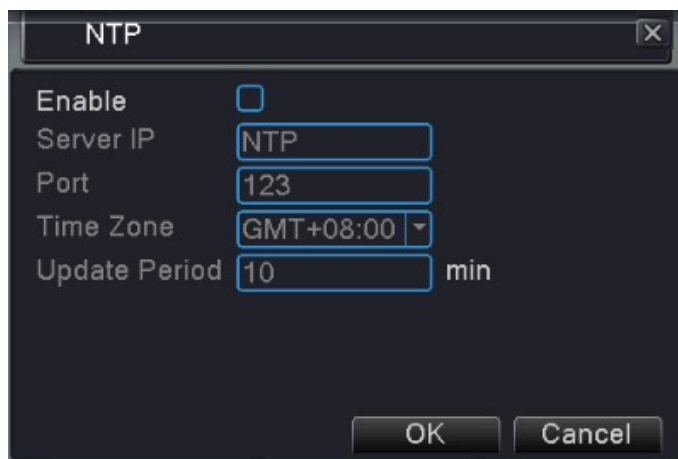 NTP
Enable
Server IP NTP
Port 123
Time Zone GMT+08:00
Update Period 10 min
OK Cancel